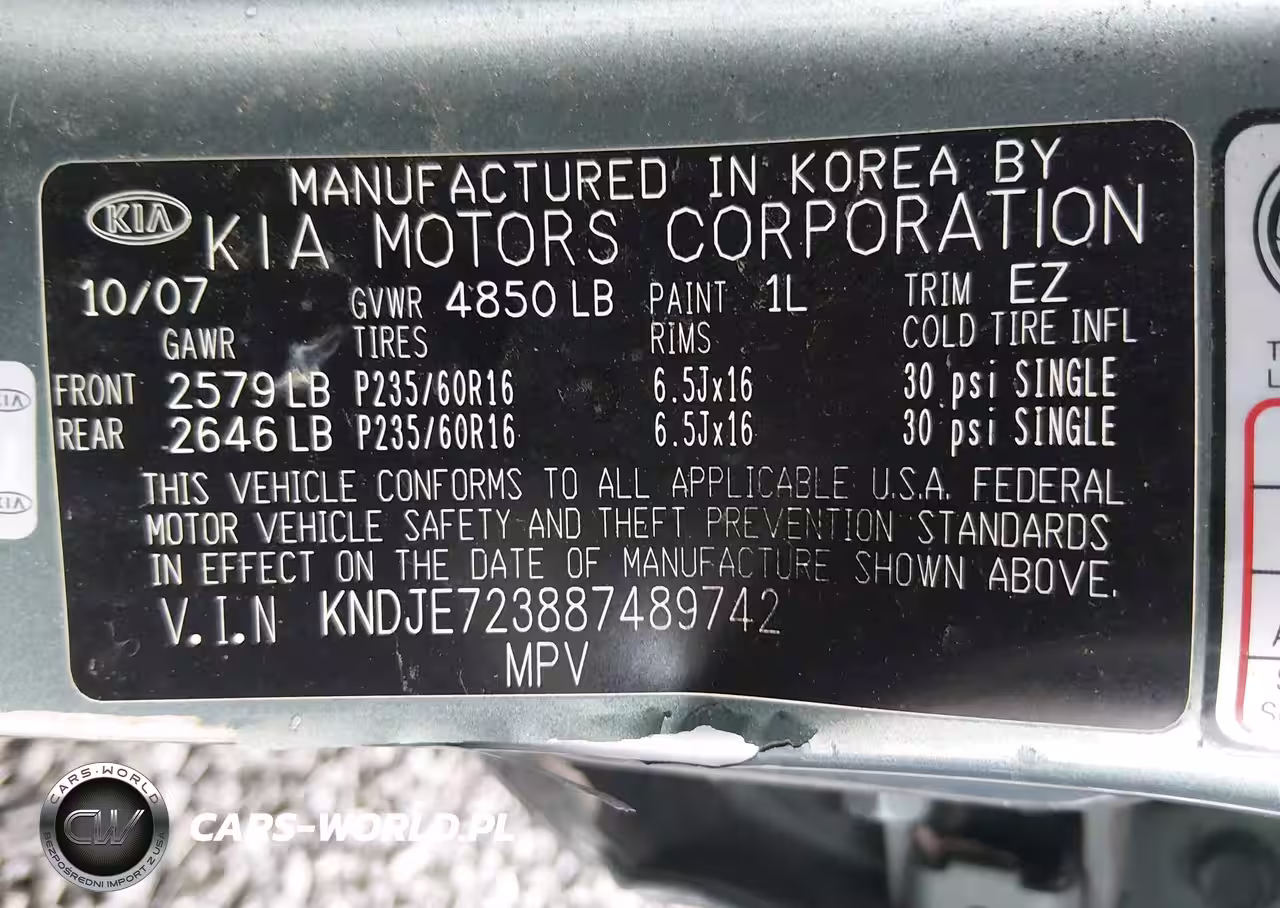 MANUFACTURED IN KOREA BY
KIA KIA MOTORS CORPORATION
10/07 GVWR 4850 LB PAINT 1L TRIM EZ
GAWR TIRES RIMS COLD TIRE INFL
FRONT 2579 LB P235/60R16 6.5Jx16 30 psi SINGLE
REAR 2646 LB P235/60R16 6.5Jx16 30 psi SINGLE
THIS VEHICLE CONFORMS TO ALL APPLICABLE U.S.A. FEDERAL
MOTOR VEHICLE SAFETY AND THEFT PREVENTION STANDARDS
IN EFFECT ON THE DATE OF MANUFACTURE SHOWN ABOVE.
V.I.N KNDJE723887489742
MPV
CARS-WORLD
CW
BEZPOŚREDNI IMPORT Z USA
CARS-WORLD.PL